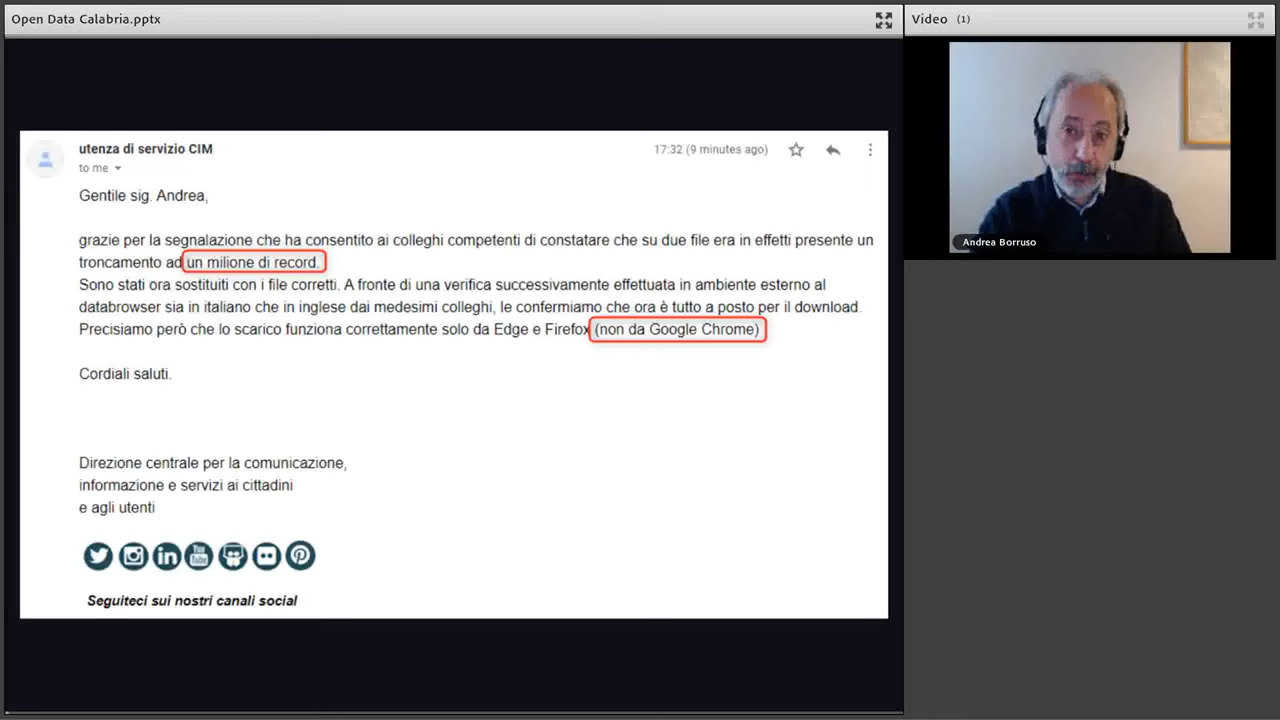 Open Data Calabria.pptx
Video (1)
Andrea Borruso
utenza di servizio CIM
17:32 (9 minutes ago)
to me
Gentile sig. Andrea,
grazie per la segnalazione che ha consentito ai colleghi competenti di constatare che su due file era in effetti presente un
troncamento ad un milione di record.
Sono stati ora sostituiti con i file corretti. A fronte di una verifica successivamente effettuata in ambiente esterno al
databrowser sia in italiano che in inglese dai medesimi colleghi, le confermiamo che ora è tutto a posto per il download.
Precisiamo però che lo scarico funziona correttamente solo da Edge e Firefox (non da Google Chrome)
Cordiali saluti.
Direzione centrale per la comunicazione,
informazione e servizi ai cittadini
e agli utenti
in You Tube
Seguiteci sui nostri canali social